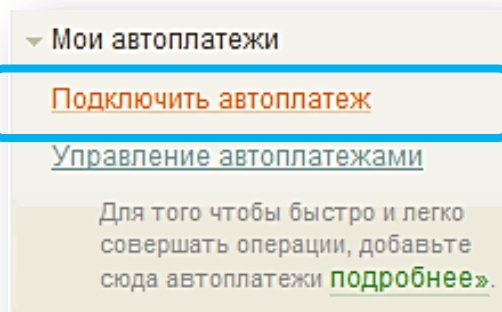 Мои автоплатежи
Подключить автоплатеж
Управление автоплатежами
Для того чтобы быстро и легко
совершать операции, добавьте
сюда автоплатежи подробнее».